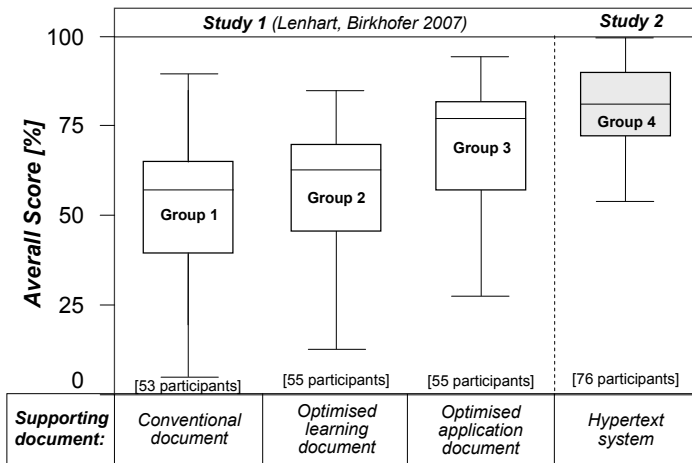 Study 1 (Lenhart, Birkhofer 2007)
Study 2
Averall Score [%]
100
75
50
25
0
Group 1
Group 2
Group 3
Group 4
[53 participants]
[55 participants]
[55 participants]
[76 participants]
Supporting
document:
Conventional
document
Optimised
learning
document
Optimised
application
document
Hypertext
system